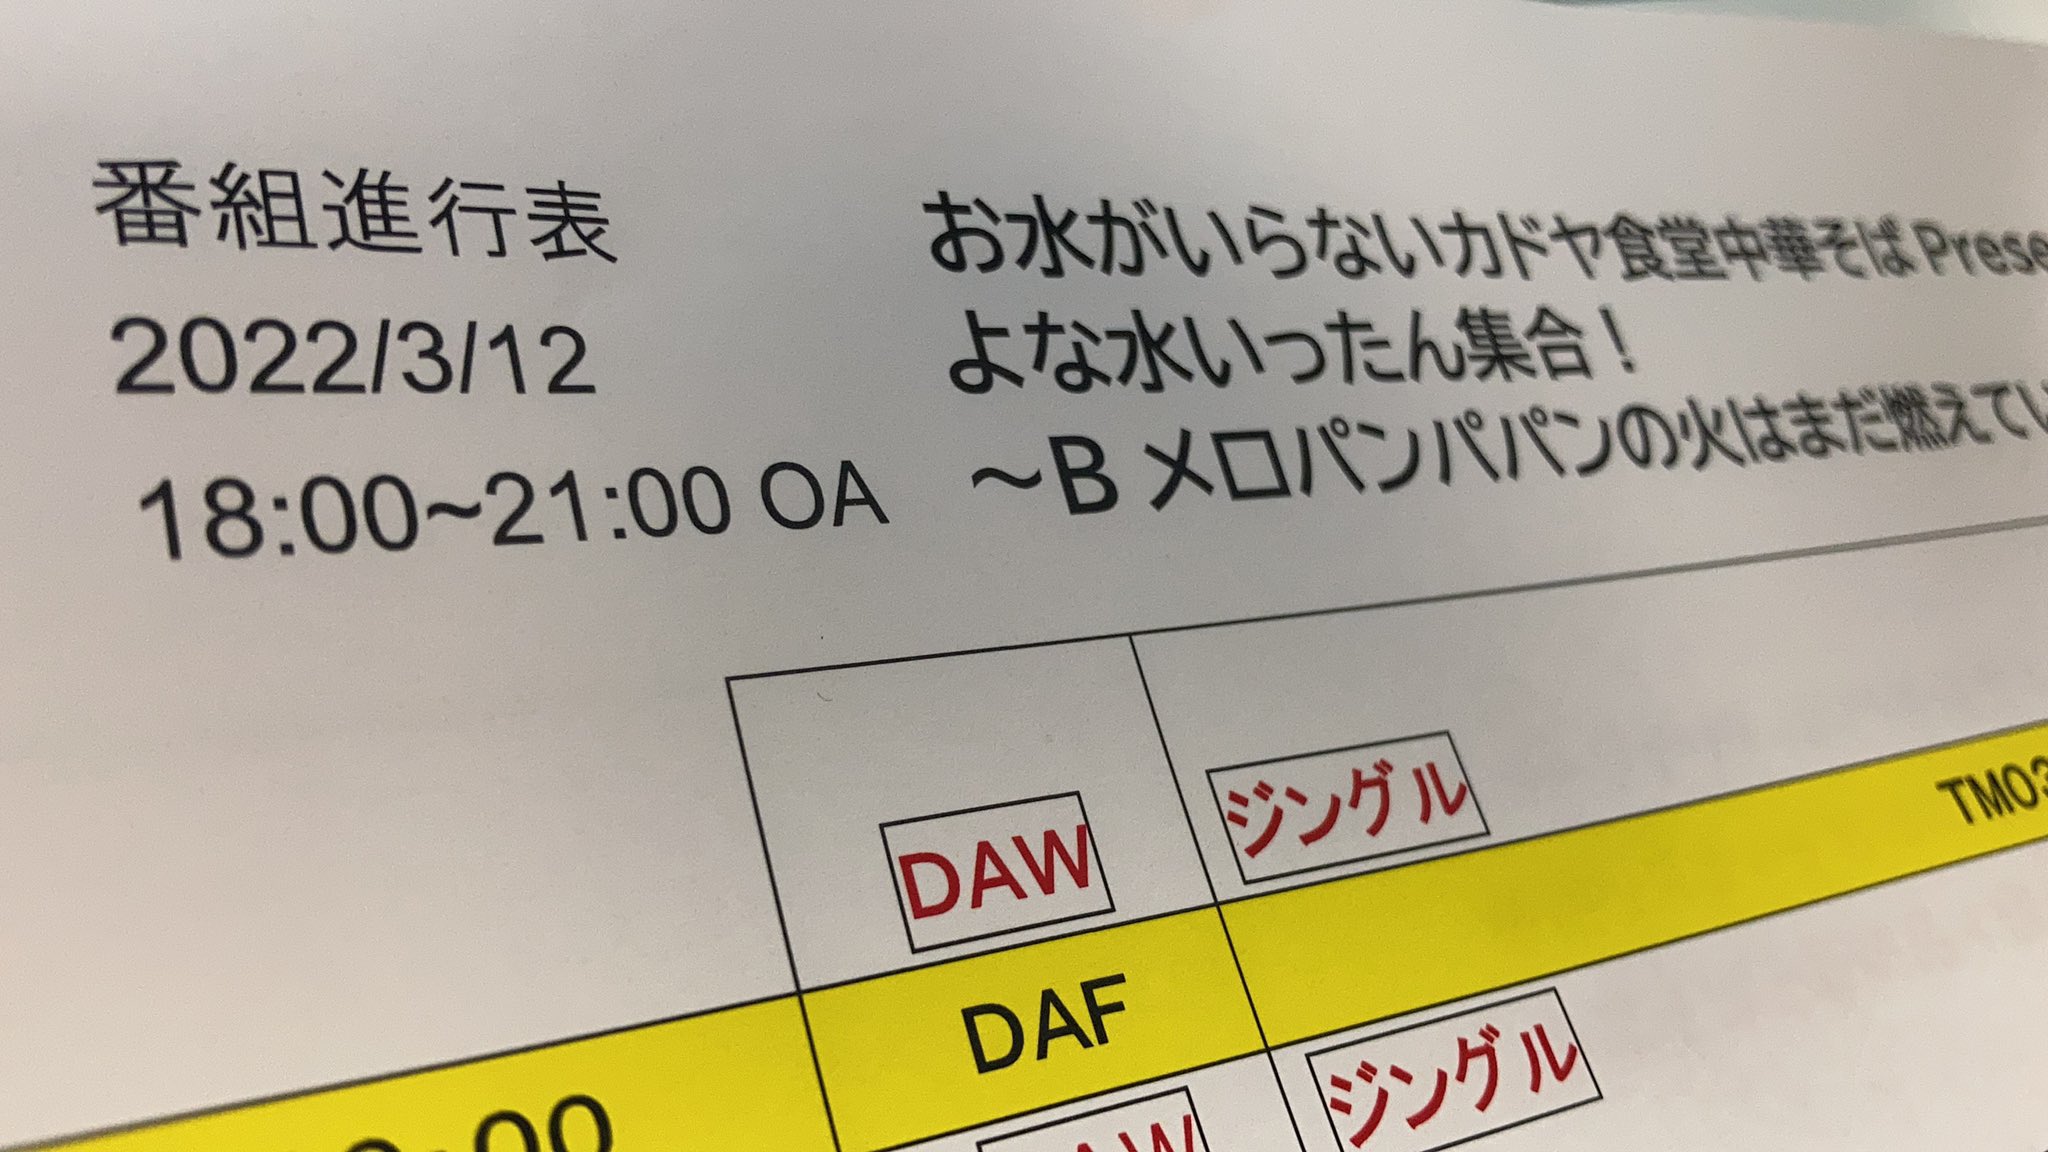 番組進行表
2022/3/12
18:00~21:00 OA
お水がいらないカドヤ食堂中華そば Prese
よな水いったん集合！
～B メロパンパパンの火はまだ燃えてい
DAW
ジングル
TM03
DAF
ジングル
:00